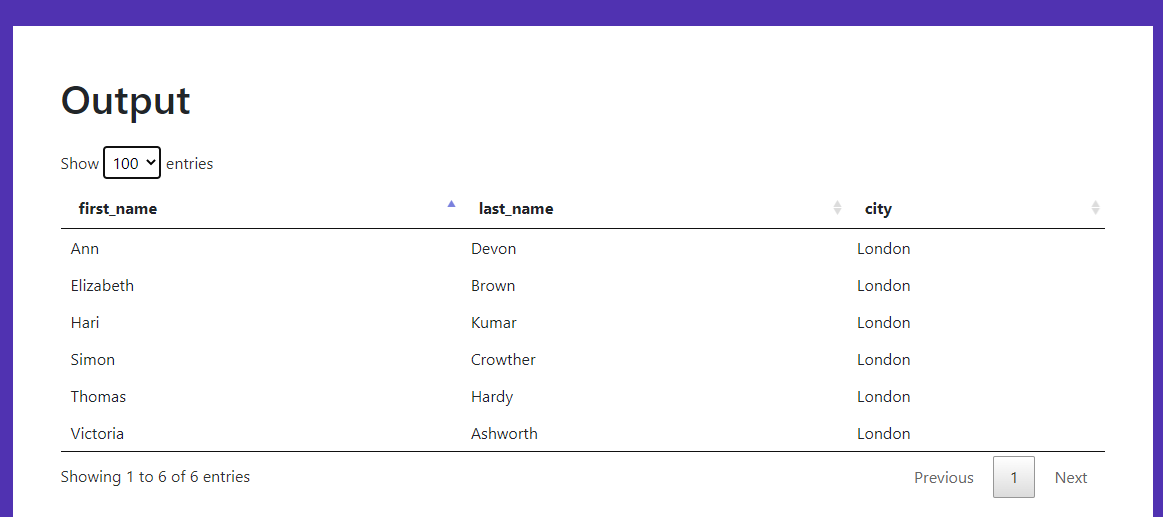 Output
Show 100 entries
first_name last_name city
Ann Devon London
Elizabeth Brown London
Hari Kumar London
Simon Crowther London
Thomas Hardy London
Victoria Ashworth London
Showing 1 to 6 of 6 entries Previous 1 Next